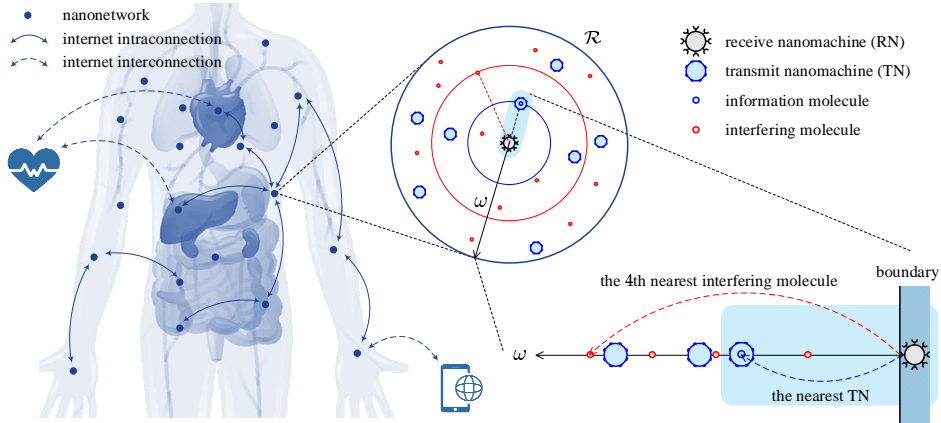 nanonetwork
internet intraconnection
internet interconnection
ℛ
receive nanomachine (RN)
transmit nanomachine (TN)
information molecule
interfering molecule
ω
boundary
the 4th nearest interfering molecule
ω
the nearest TN